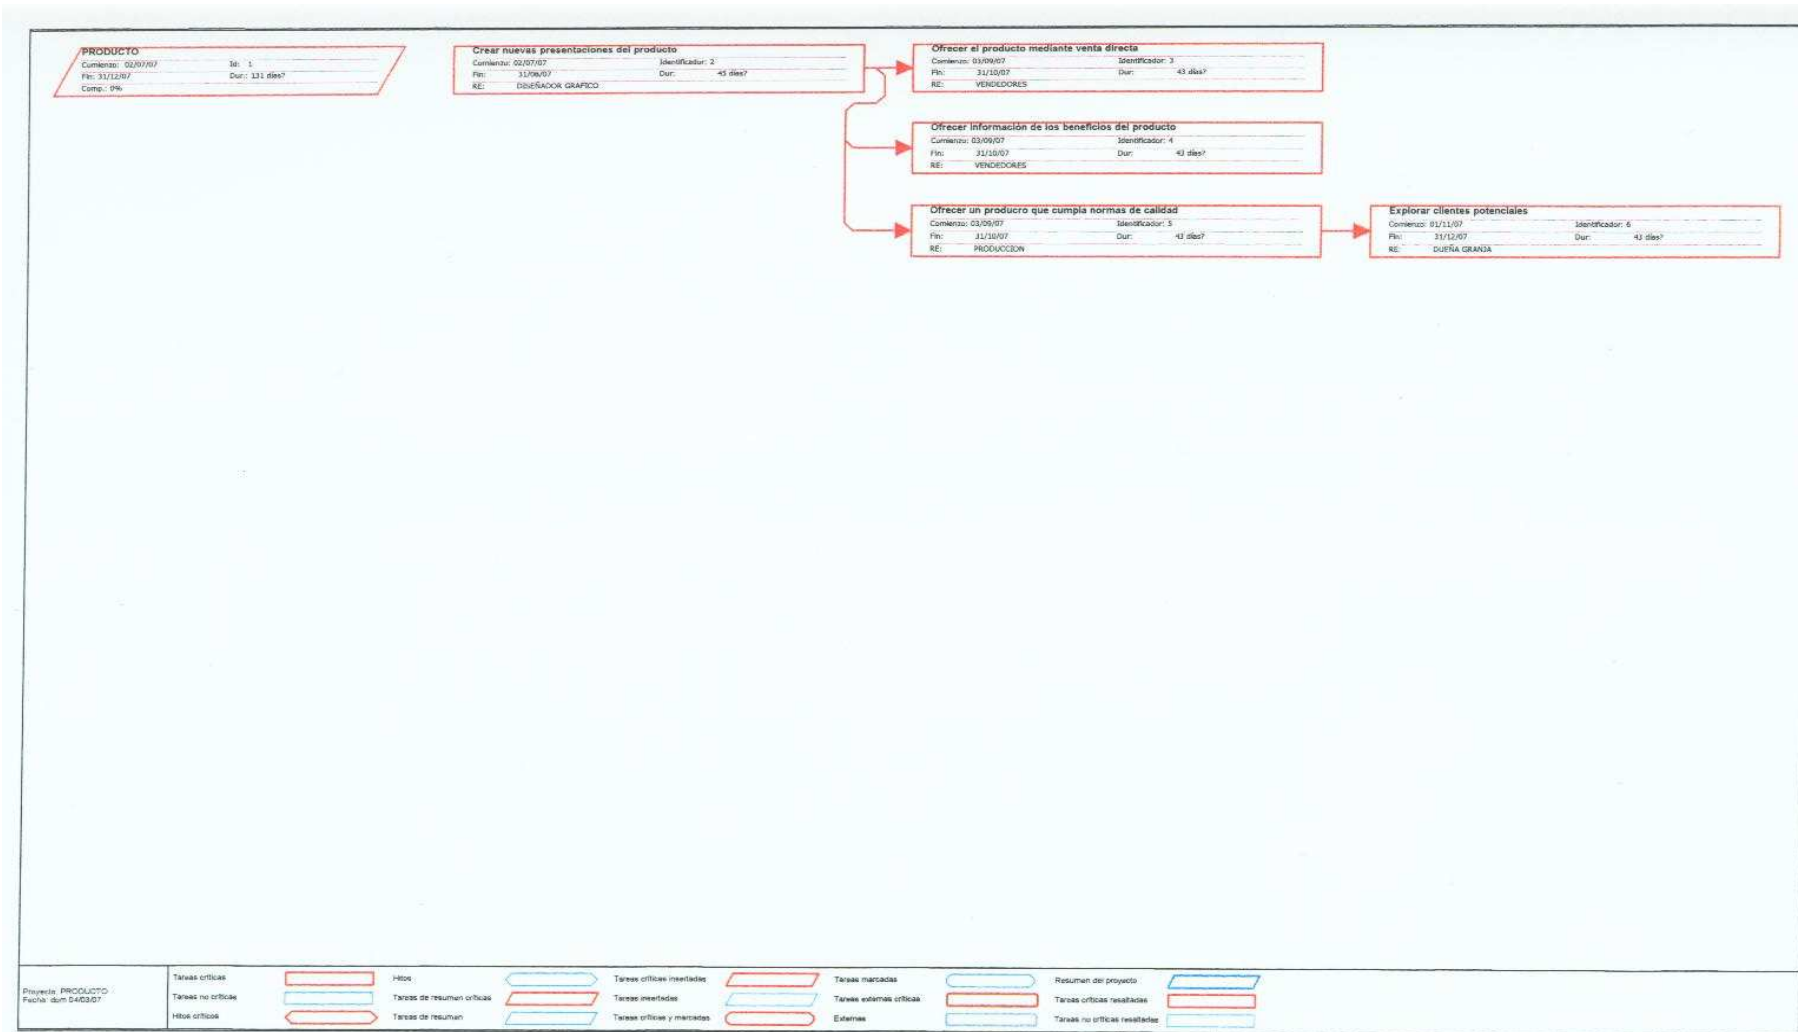 PRODUCTO
Comienzo: 02/07/07 Id: 1
Fin: 31/12/07 Dur.: 131 días?
Comp.: 0%
Crear nuevas presentaciones del producto
Comienzo: 02/07/07 Identificador: 2
Fin: 31/08/07 Dur: 45 días?
RE: DISEÑADOR GRAFICO
Ofrecer el producto mediante venta directa
Comienzo: 03/09/07 Identificador: 3
Fin: 31/10/07 Dur: 43 días?
RE: VENDEDORES
Ofrecer información de los beneficios del producto
Comienzo: 03/09/07 Identificador: 4
Fin: 31/10/07 Dur: 43 días?
RE: VENDEDORES
Ofrecer un producro que cumpla normas de calidad
Comienzo: 03/09/07 Identificador: 5
Fin: 31/10/07 Dur: 43 días?
RE: PRODUCCION
Explorar clientes potenciales
Comienzo: 01/11/07 Identificador: 6
Fin: 31/12/07 Dur: 43 días?
RE: DUEÑA GRANJA
Proyecto: PRODUCTO
Fecha: dom 04/03/07
Tareas críticas
Tareas no críticas
Hitos críticos
Hitos
Tareas de resumen críticas
Tareas de resumen
Tareas críticas insertadas
Tareas insertadas
Tareas críticas y marcadas
Tareas marcadas
Tareas externas críticas
Externas
Resumen del proyecto
Tareas críticas resaltadas
Tareas no críticas resaltadas